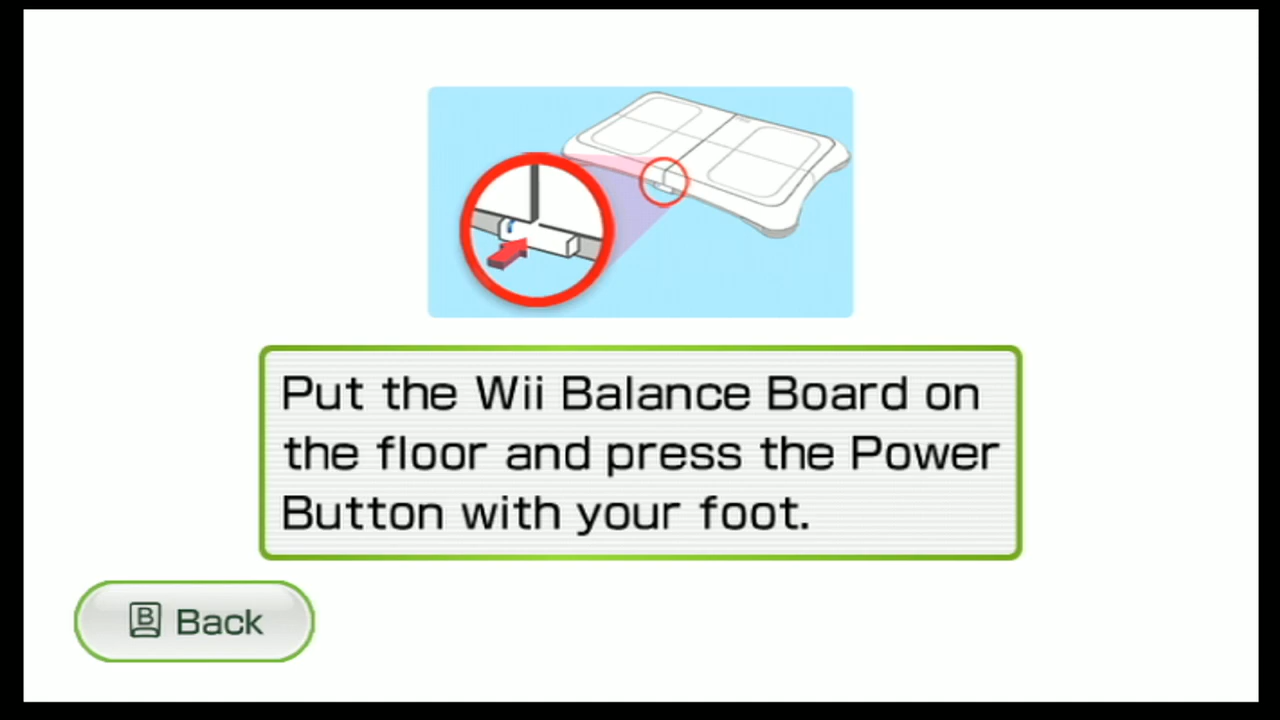 Put the Wii Balance Board on
the floor and press the Power
Button with your foot.
B Back